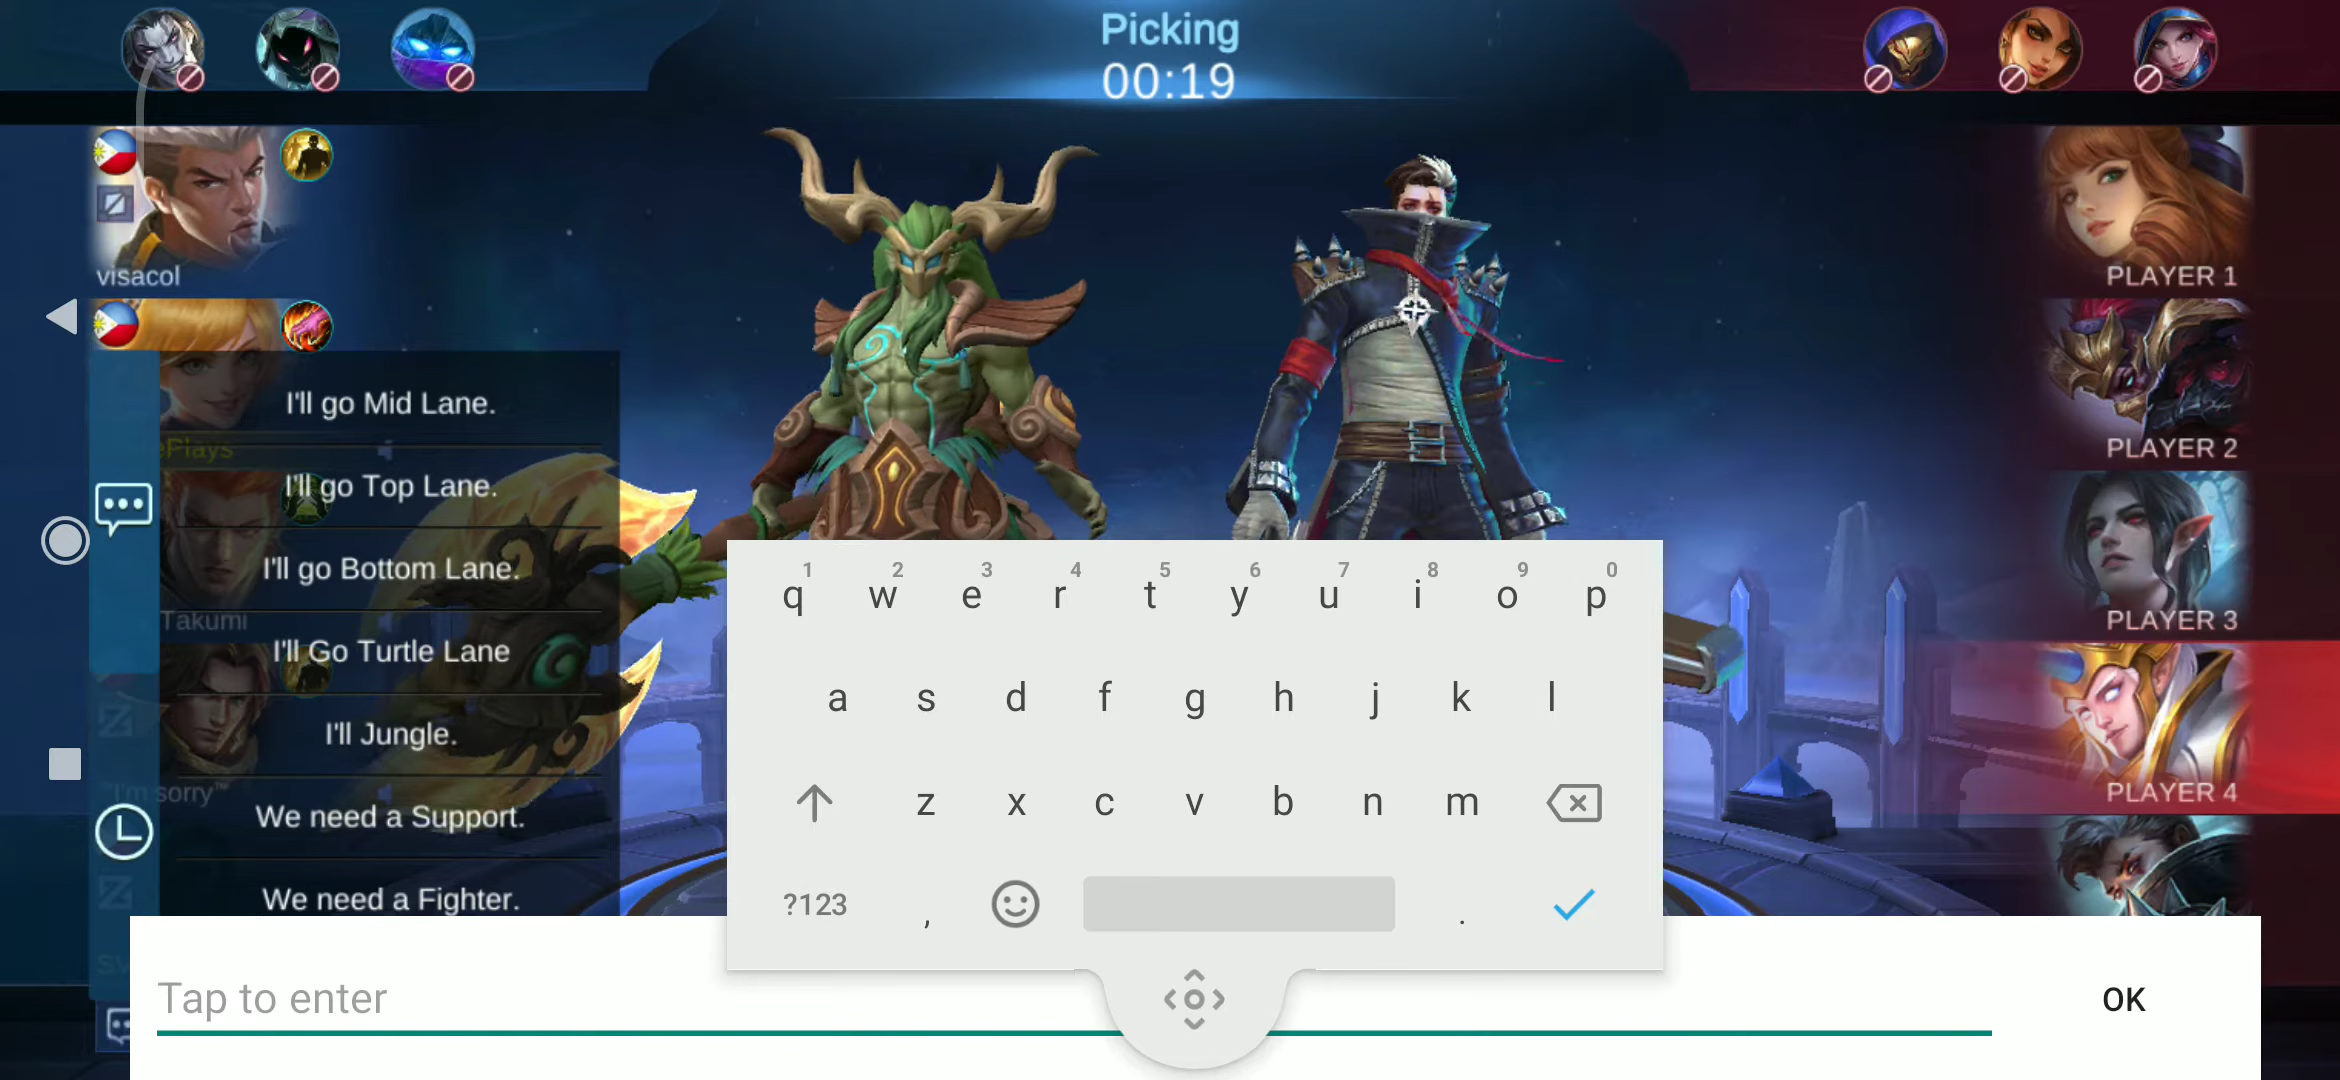 Picking
00:19
visacol
ePlays
Takumi
"I'm sorry™
I'll go Mid Lane.
I'll go Top Lane.
I'll go Bottom Lane.
I'll Go Turtle Lane
I'll Jungle.
We need a Support.
We need a Fighter.
PLAYER 1
PLAYER 2
PLAYER 3
PLAYER 4
1 2 3 4 5 6 7 8 9 0
q w e r t y u i o p
a s d f g h j k l
z x c v b n m
?123 , .
Tap to enter
OK